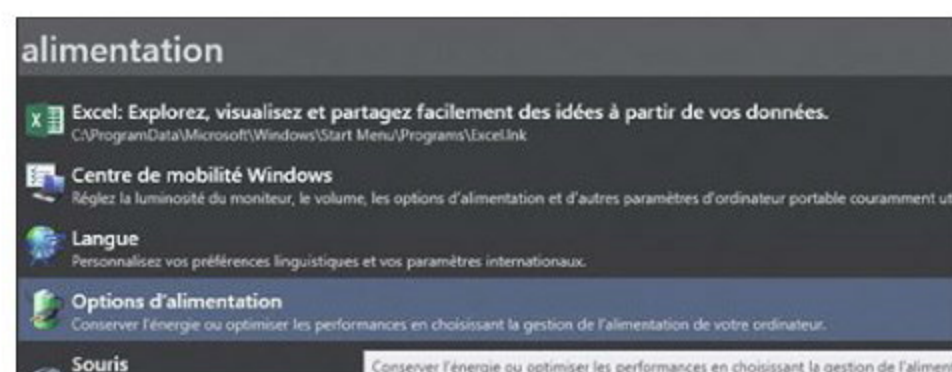 alimentation
Excel: Explorez, visualisez et partagez facilement des idées à partir de vos données.
C:\ProgramData\Microsoft\Windows\Start Menu\Programs\Excel.lnk
Centre de mobilité Windows
Réglez la luminosité du moniteur, le volume, les options d'alimentation et d'autres paramètres d'ordinateur portable couramment ut
Langue
Personnalisez vos préférences linguistiques et vos paramètres internationaux.
Options d'alimentation
Conserver l'énergie ou optimiser les performances en choisissant la gestion de l'alimentation de votre ordinateur.
Souris
Conserver l'énergie ou optimiser les performances en choisissant la gestion de l'aliment